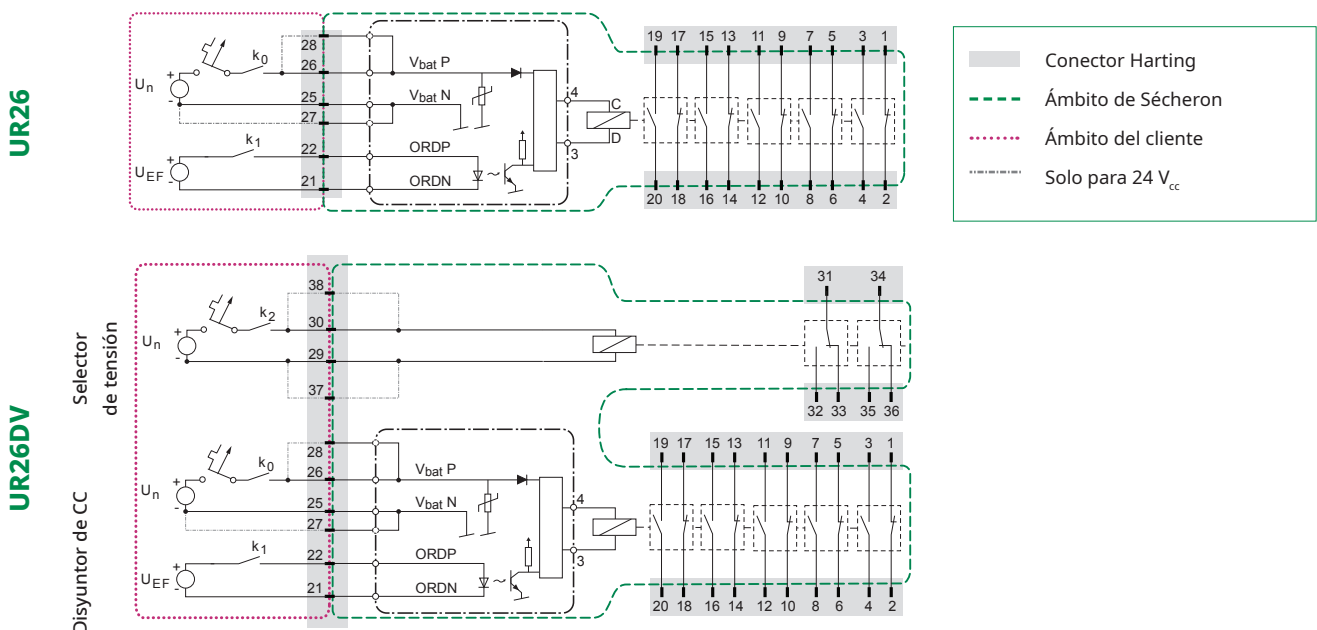 UR26
28
26
25
27
22
21
k0
k1
Un
+
-
UEF
+
-
Vbat P
Vbat N
ORDP
ORDN
4
3
C
D
19 17 15 13 11 9 7 5 3 1
20 18 16 14 12 10 8 6 4 2
Conector Harting
Ámbito de Sécheron
Ámbito del cliente
Solo para 24 Vcc
UR26DV
Selector
de tensión
38
30
29
37
k2
Un
+
-
31 34
32 33 35 36
Disyuntor de CC
28
26
25
27
22
21
k0
k1
Un
+
-
UEF
+
-
Vbat P
Vbat N
ORDP
ORDN
4
3
19 17 15 13 11 9 7 5 3 1
20 18 16 14 12 10 8 6 4 2